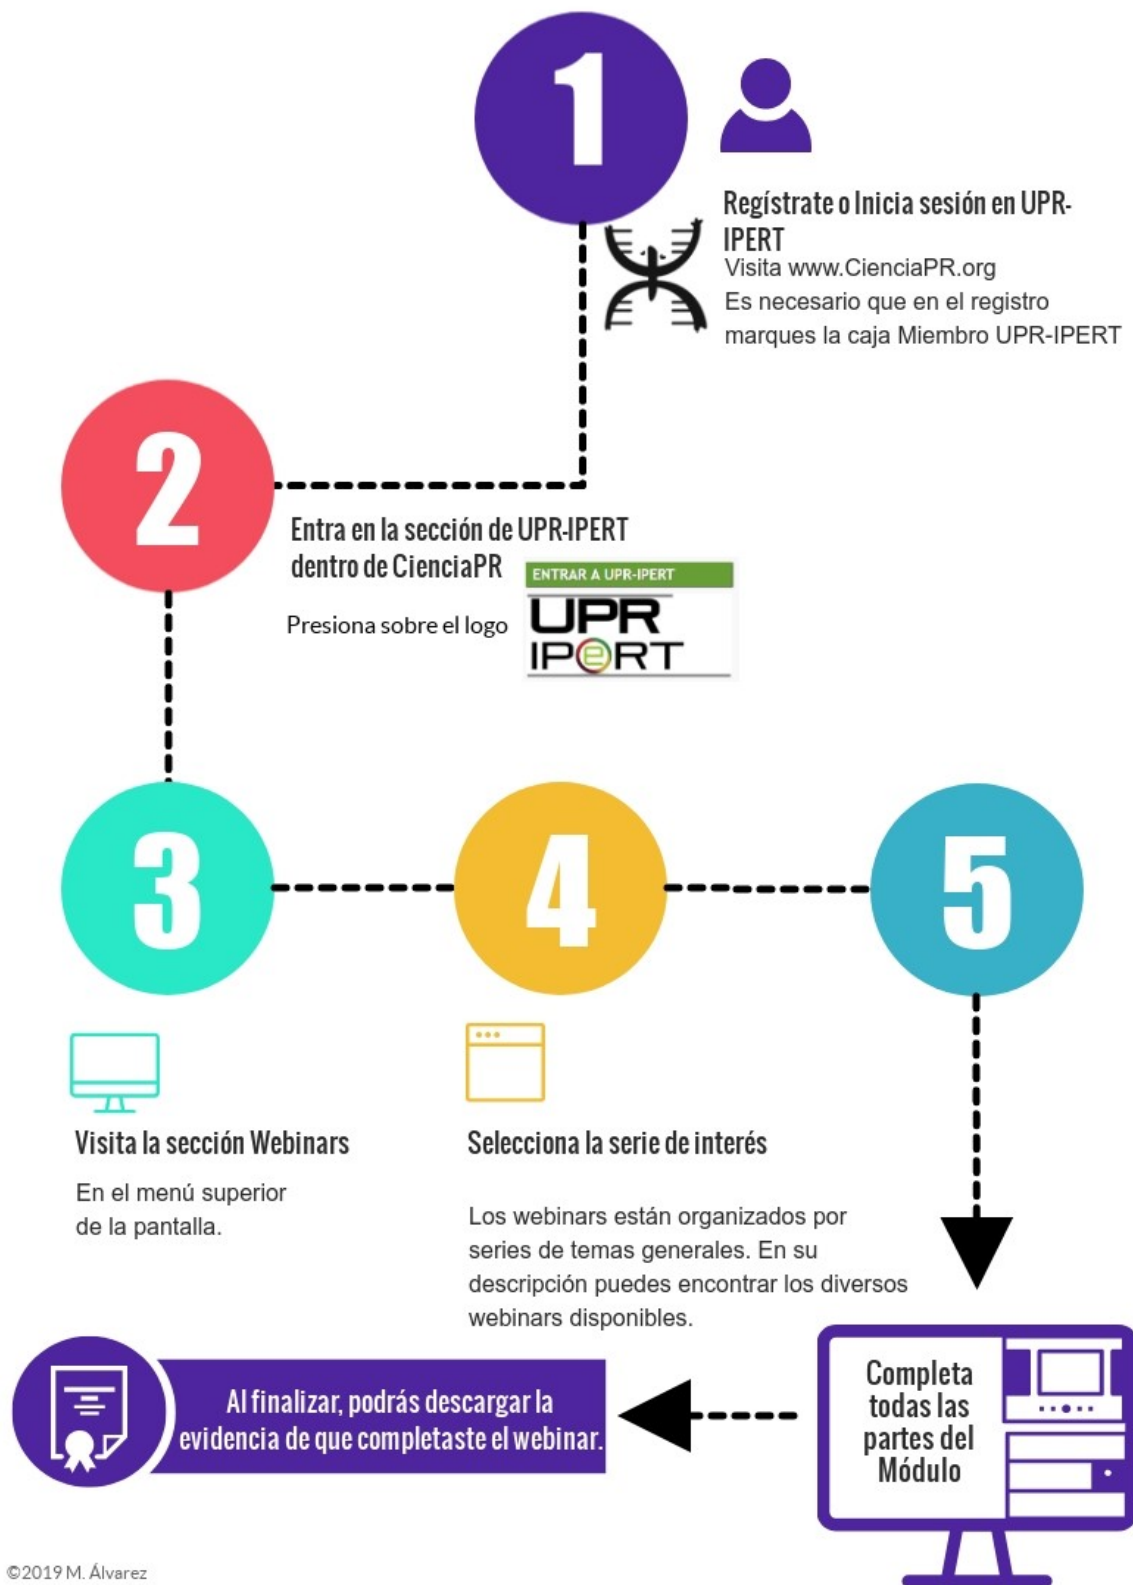 1
Regístrate o Inicia sesión en UPR-
IPERT
Visita www.CienciaPR.org
Es necesario que en el registro
marques la caja Miembro UPR-IPERT
2
Entra en la sección de UPR-IPERT
dentro de CienciaPR
Presiona sobre el logo
ENTRAR A UPR-IPERT
UPR
IPeRT
3
Visita la sección Webinars
En el menú superior
de la pantalla.
4
Selecciona la serie de interés
Los webinars están organizados por
series de temas generales. En su
descripción puedes encontrar los diversos
webinars disponibles.
5
Completa
todas las
partes del
Módulo
Al finalizar, podrás descargar la
evidencia de que completaste el webinar.
©2019 M. Álvarez